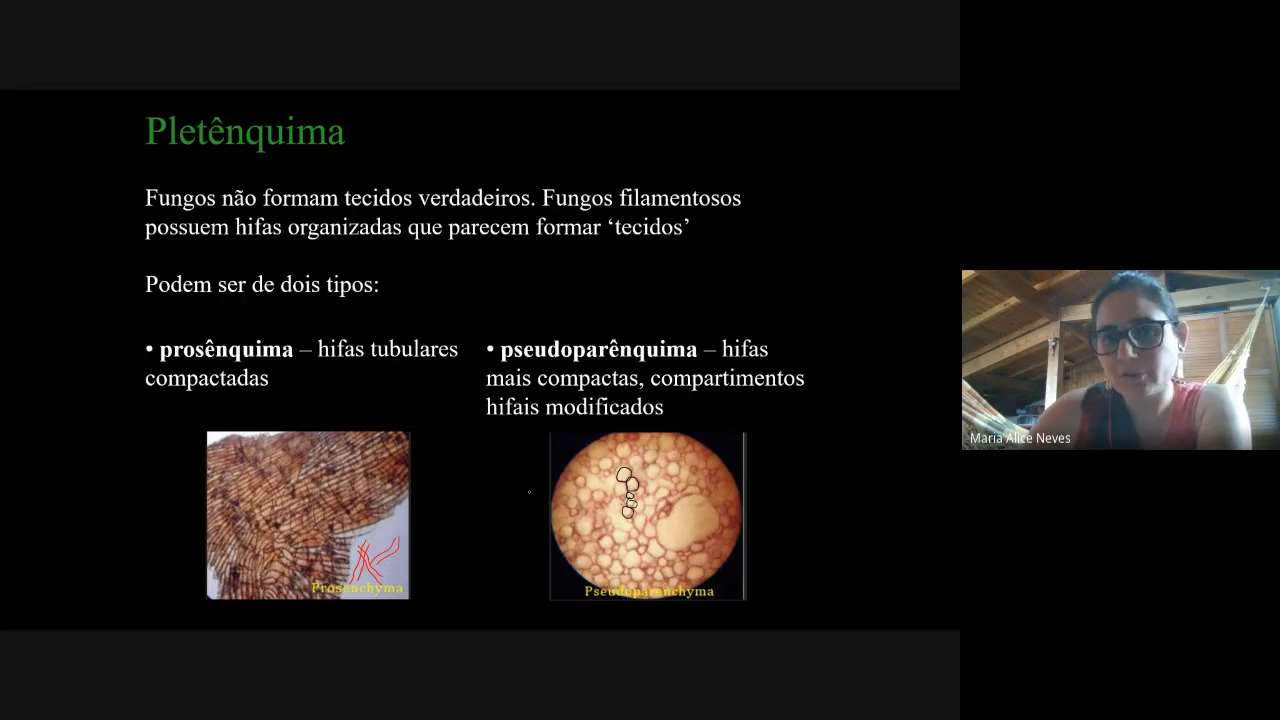 Pletênquima
Fungos não formam tecidos verdadeiros. Fungos filamentosos
possuem hifas organizadas que parecem formar ‘tecidos’
Podem ser de dois tipos:
• prosênquima – hifas tubulares
compactadas
• pseudoparênquima – hifas
mais compactas, compartimentos
hifais modificados
Prosenchyma
Pseudoparenchyma
Maria Alice Neves